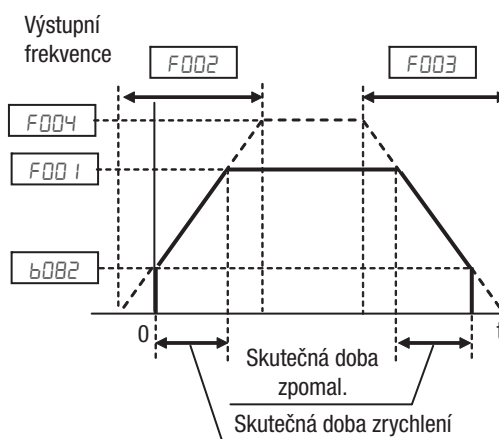 Výstupní
frekvence
F002
F003
F004
F001
b082
0
t
Skutečná doba
zpomal.
Skutečná doba zrychlení